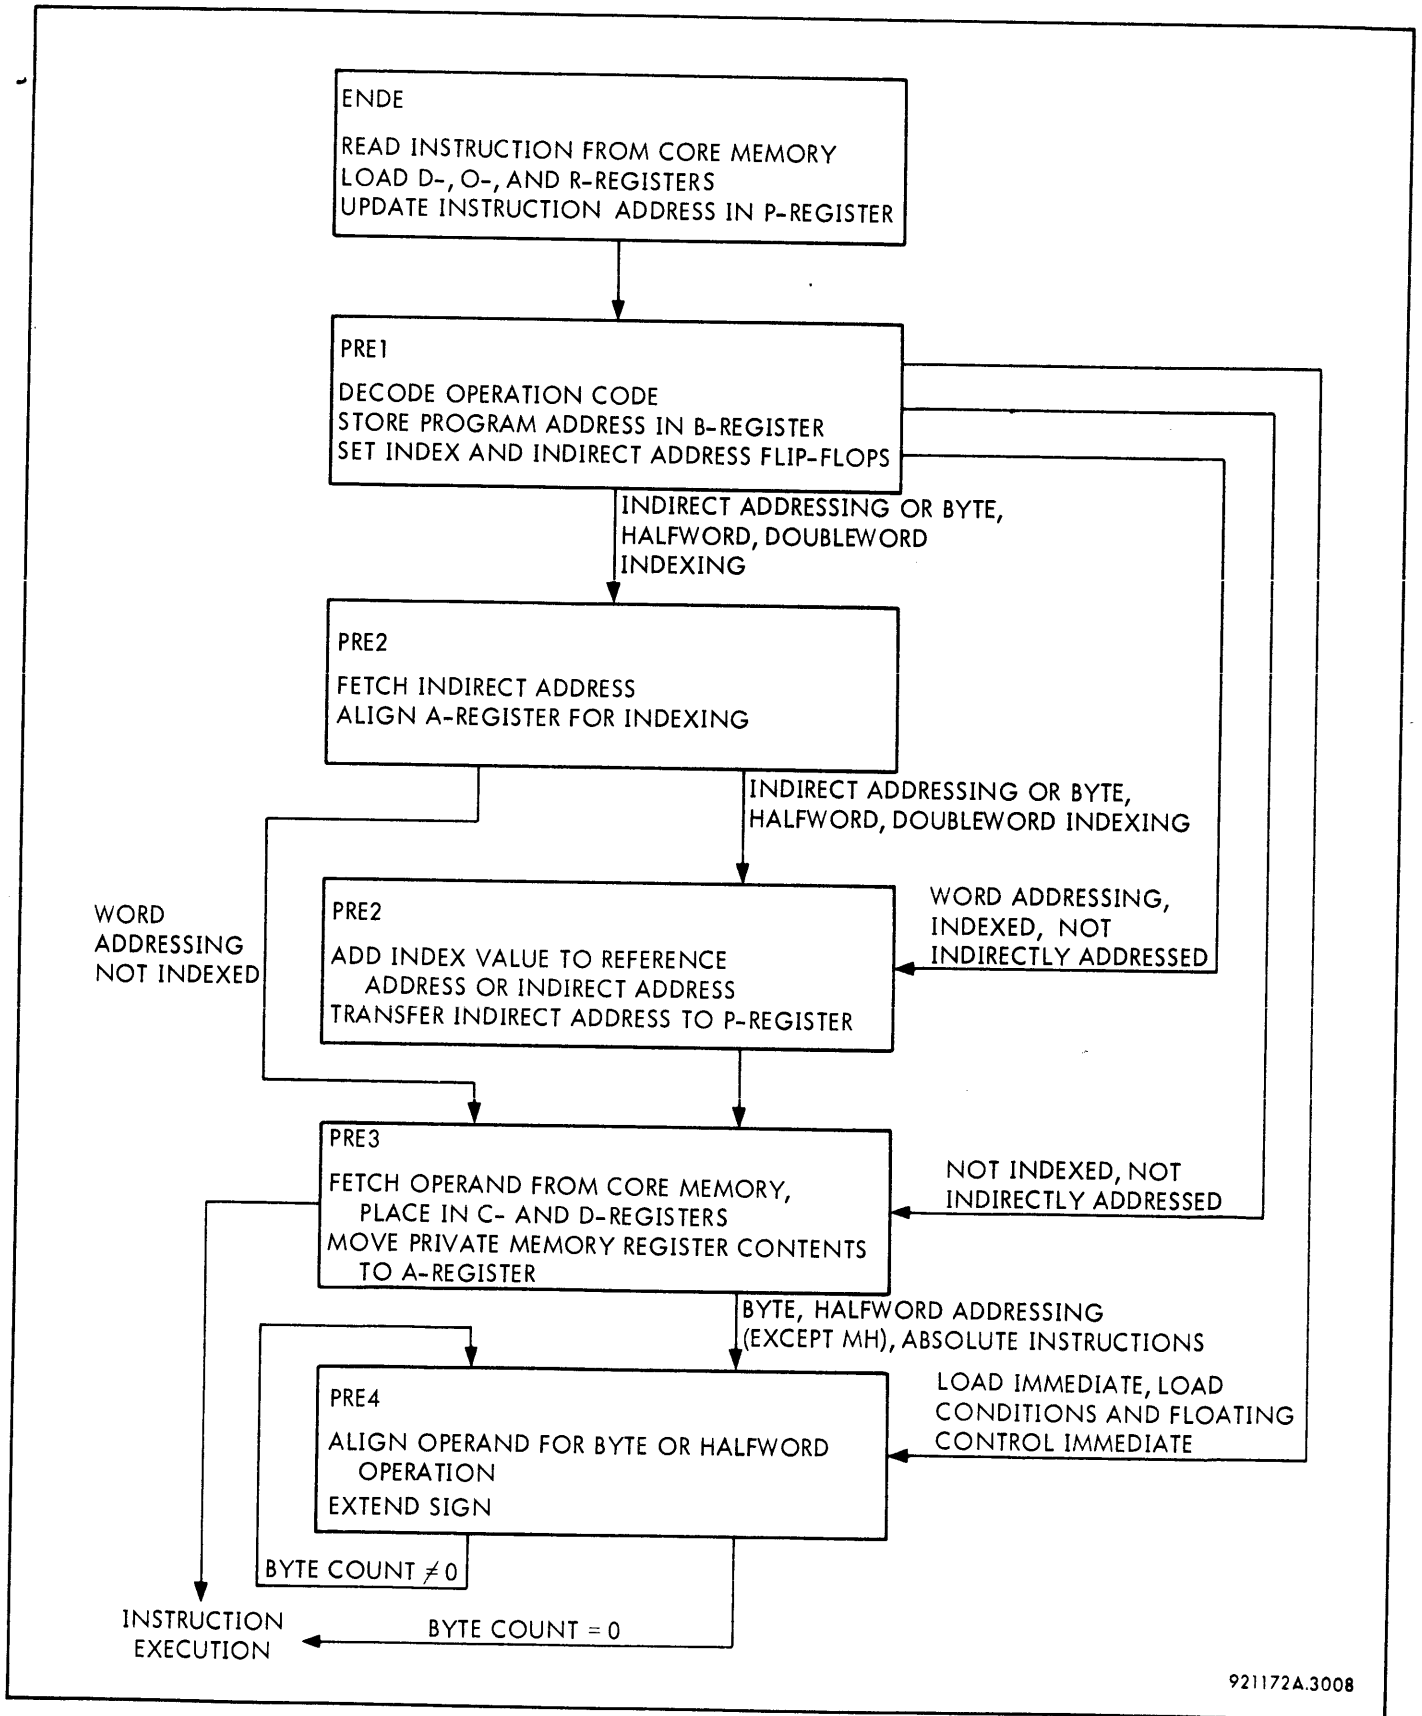 ENDE
READ INSTRUCTION FROM CORE MEMORY
LOAD D-, O-, AND R-REGISTERS
UPDATE INSTRUCTION ADDRESS IN P-REGISTER
PRE1
DECODE OPERATION CODE
STORE PROGRAM ADDRESS IN B-REGISTER
SET INDEX AND INDIRECT ADDRESS FLIP-FLOPS
INDIRECT ADDRESSING OR BYTE,
HALFWORD, DOUBLEWORD
INDEXING
PRE2
FETCH INDIRECT ADDRESS
ALIGN A-REGISTER FOR INDEXING
INDIRECT ADDRESSING OR BYTE,
HALFWORD, DOUBLEWORD INDEXING
WORD
ADDRESSING
NOT INDEXED
PRE2
ADD INDEX VALUE TO REFERENCE
ADDRESS OR INDIRECT ADDRESS
TRANSFER INDIRECT ADDRESS TO P-REGISTER
WORD ADDRESSING,
INDEXED, NOT
INDIRECTLY ADDRESSED
PRE3
FETCH OPERAND FROM CORE MEMORY,
PLACE IN C- AND D-REGISTERS
MOVE PRIVATE MEMORY REGISTER CONTENTS
TO A-REGISTER
NOT INDEXED, NOT
INDIRECTLY ADDRESSED
BYTE, HALFWORD ADDRESSING
(EXCEPT MH), ABSOLUTE INSTRUCTIONS
PRE4
ALIGN OPERAND FOR BYTE OR HALFWORD
OPERATION
EXTEND SIGN
LOAD IMMEDIATE, LOAD
CONDITIONS AND FLOATING
CONTROL IMMEDIATE
BYTE COUNT ≠ 0
BYTE COUNT = 0
INSTRUCTION
EXECUTION
921172A.3008